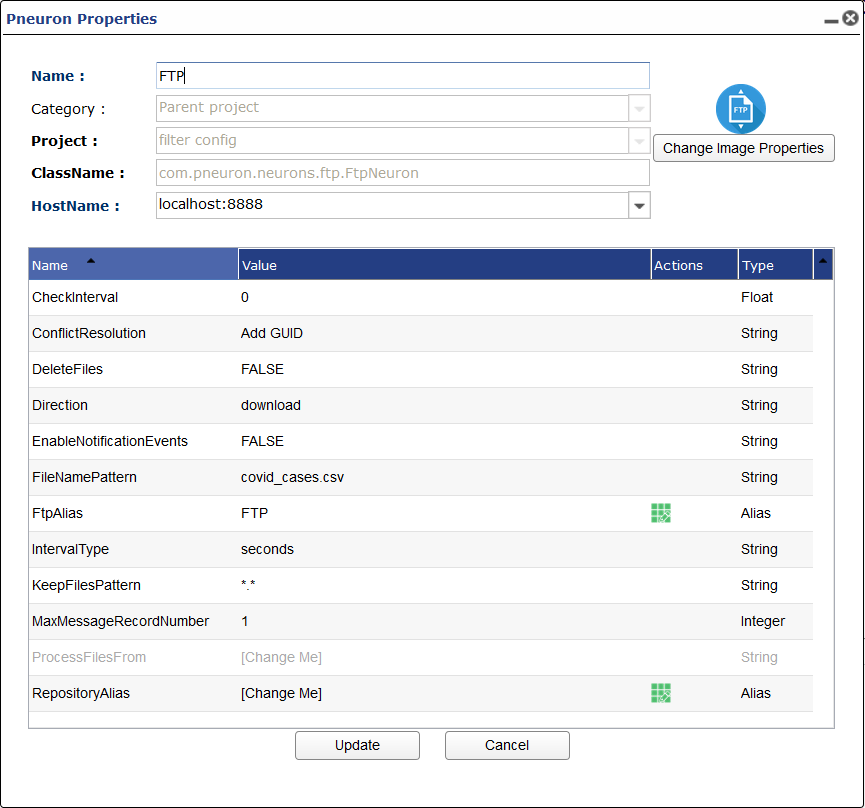 Pneuron Properties
Name : FTP
Category : Parent project
FTP
Project : filter config
Change Image Properties
ClassName : com.pneuron.neurons.ftp.FtpNeuron
HostName : localhost:8888
Name Value Actions Type
CheckInterval 0 Float
ConflictResolution Add GUID String
DeleteFiles FALSE String
Direction download String
EnableNotificationEvents FALSE String
FileNamePattern covid_cases.csv String
FtpAlias FTP Alias
IntervalType seconds String
KeepFilesPattern *.* String
MaxMessageRecordNumber 1 Integer
ProcessFilesFrom [Change Me] String
RepositoryAlias [Change Me] Alias
Update Cancel